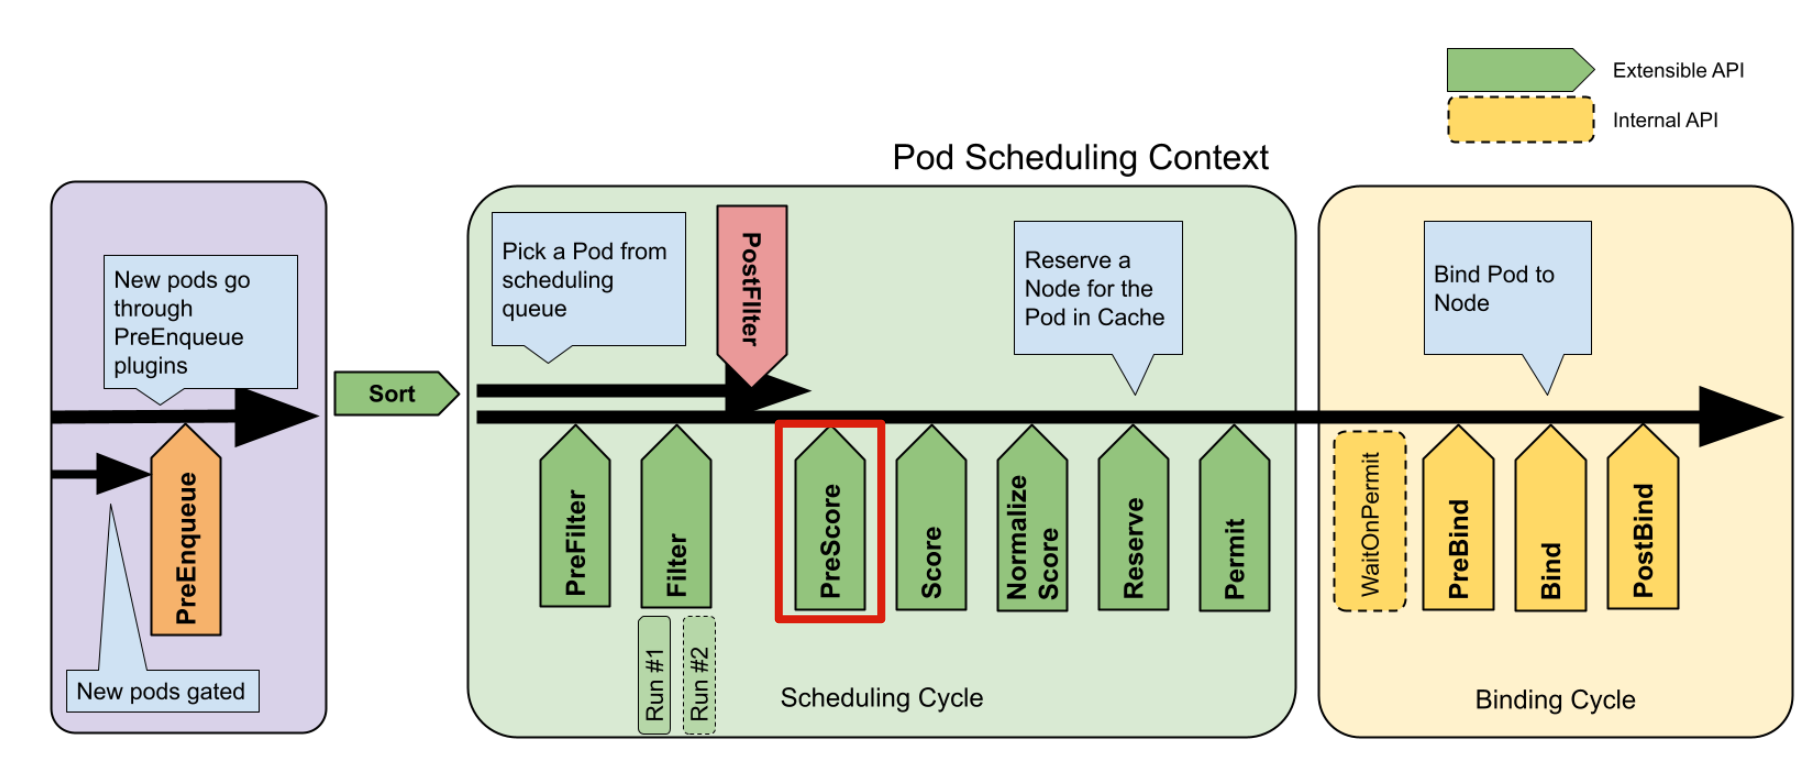 Extensible API
Internal API
Pod Scheduling Context
New pods go
through
PreEnqueue
plugins
PreEnqueue
New pods gated
Sort
Pick a Pod from
scheduling
queue
PostFIlter
Reserve a
Node for the
Pod in Cache
PreFilter
Filter
Run #1
Run #2
PreScore
Score
Normalize
Score
Reserve
Permit
Scheduling Cycle
Bind Pod to
Node
WaitOnPermit
PreBind
Bind
PostBind
Binding Cycle